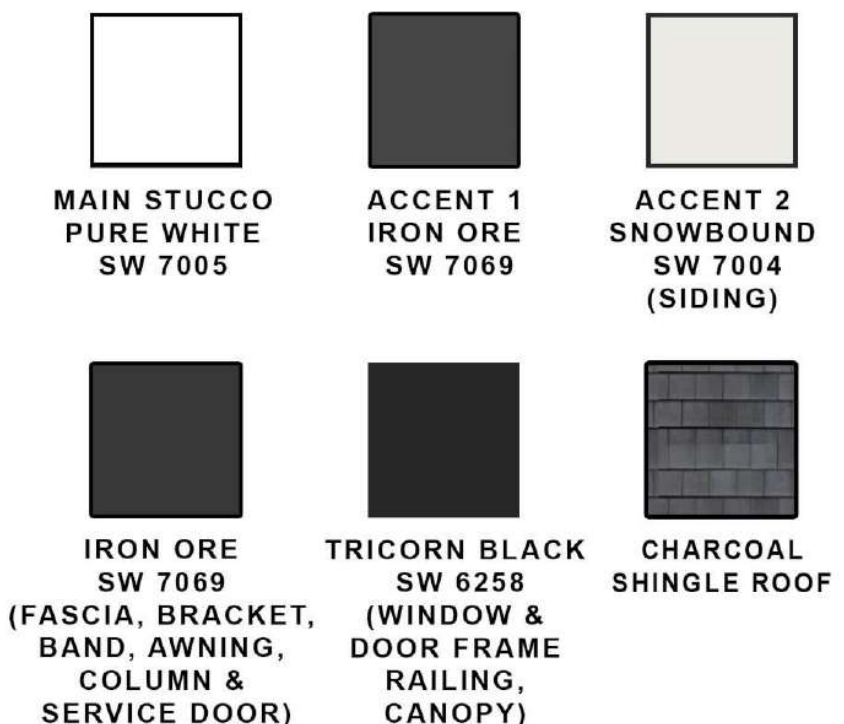 MAIN STUCCO
PURE WHITE
SW 7005
ACCENT 1
IRON ORE
SW 7069
ACCENT 2
SNOWBOUND
SW 7004
(SIDING)
IRON ORE
SW 7069
(FASCIA, BRACKET,
BAND, AWNING,
COLUMN &
SERVICE DOOR)
TRICORN BLACK
SW 6258
(WINDOW &
DOOR FRAME
RAILING,
CANOPY)
CHARCOAL
SHINGLE ROOF